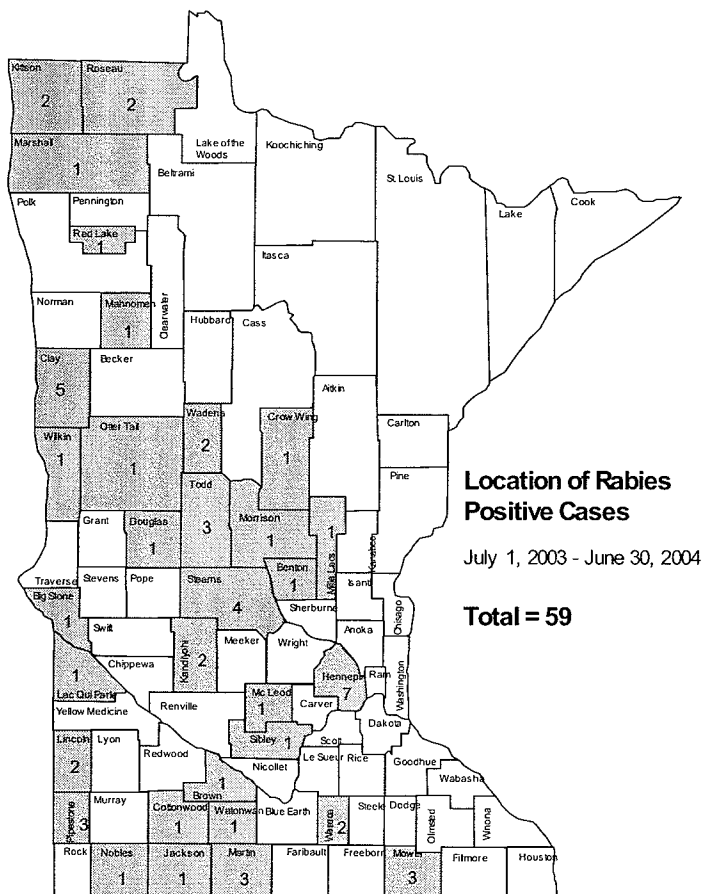 Kittson
Roseau
2
2
Marshall
Lake of the
Woods
Koochiching
1
Beltrami
St. Louis
Polk
Pennington
Lake
Cook
Red Lake
1
Itasca
Norman
Mahnomen
Clearwater
1
Hubbard
Cass
Clay
Becker
5
Aitkin
Wadena
Crow Wing
Carlton
Wilkin
Otter Tail
2
1
1
1
Pine
Todd
Location of Rabies
Positive Cases
Grant
Douglas
3
Morrison
1
1
1
Mille Lacs
Kanabec
July 1, 2003 - June 30, 2004
Benton
1
Traverse
Stevens
Pope
Stearns
Isanti
Big Stone
4
Sherburne
Chisago
Total = 59
1
Swift
Anoka
Kandiyohi
2
Meeker
Wright
Chippewa
Washington
1
Hennepin
7
Ram
Lac Qui Parle
Renville
Mc Leod
1
Carver
Yellow Medicine
Dakota
Lincoln
Lyon
Sibley
1
Scott
Redwood
Le Sueur
Rice
Goodhue
2
Nicollet
Wabasha
1
Brown
Pipestone
3
Murray
Cottonwood
1
Watonwan
1
Blue Earth
Waseca
2
Steele
Dodge
Olmsted
Winona
Rock
Nobles
Jackson
Martin
Faribault
Freeborn
Mower
Fillmore
Houston
1
1
3
3